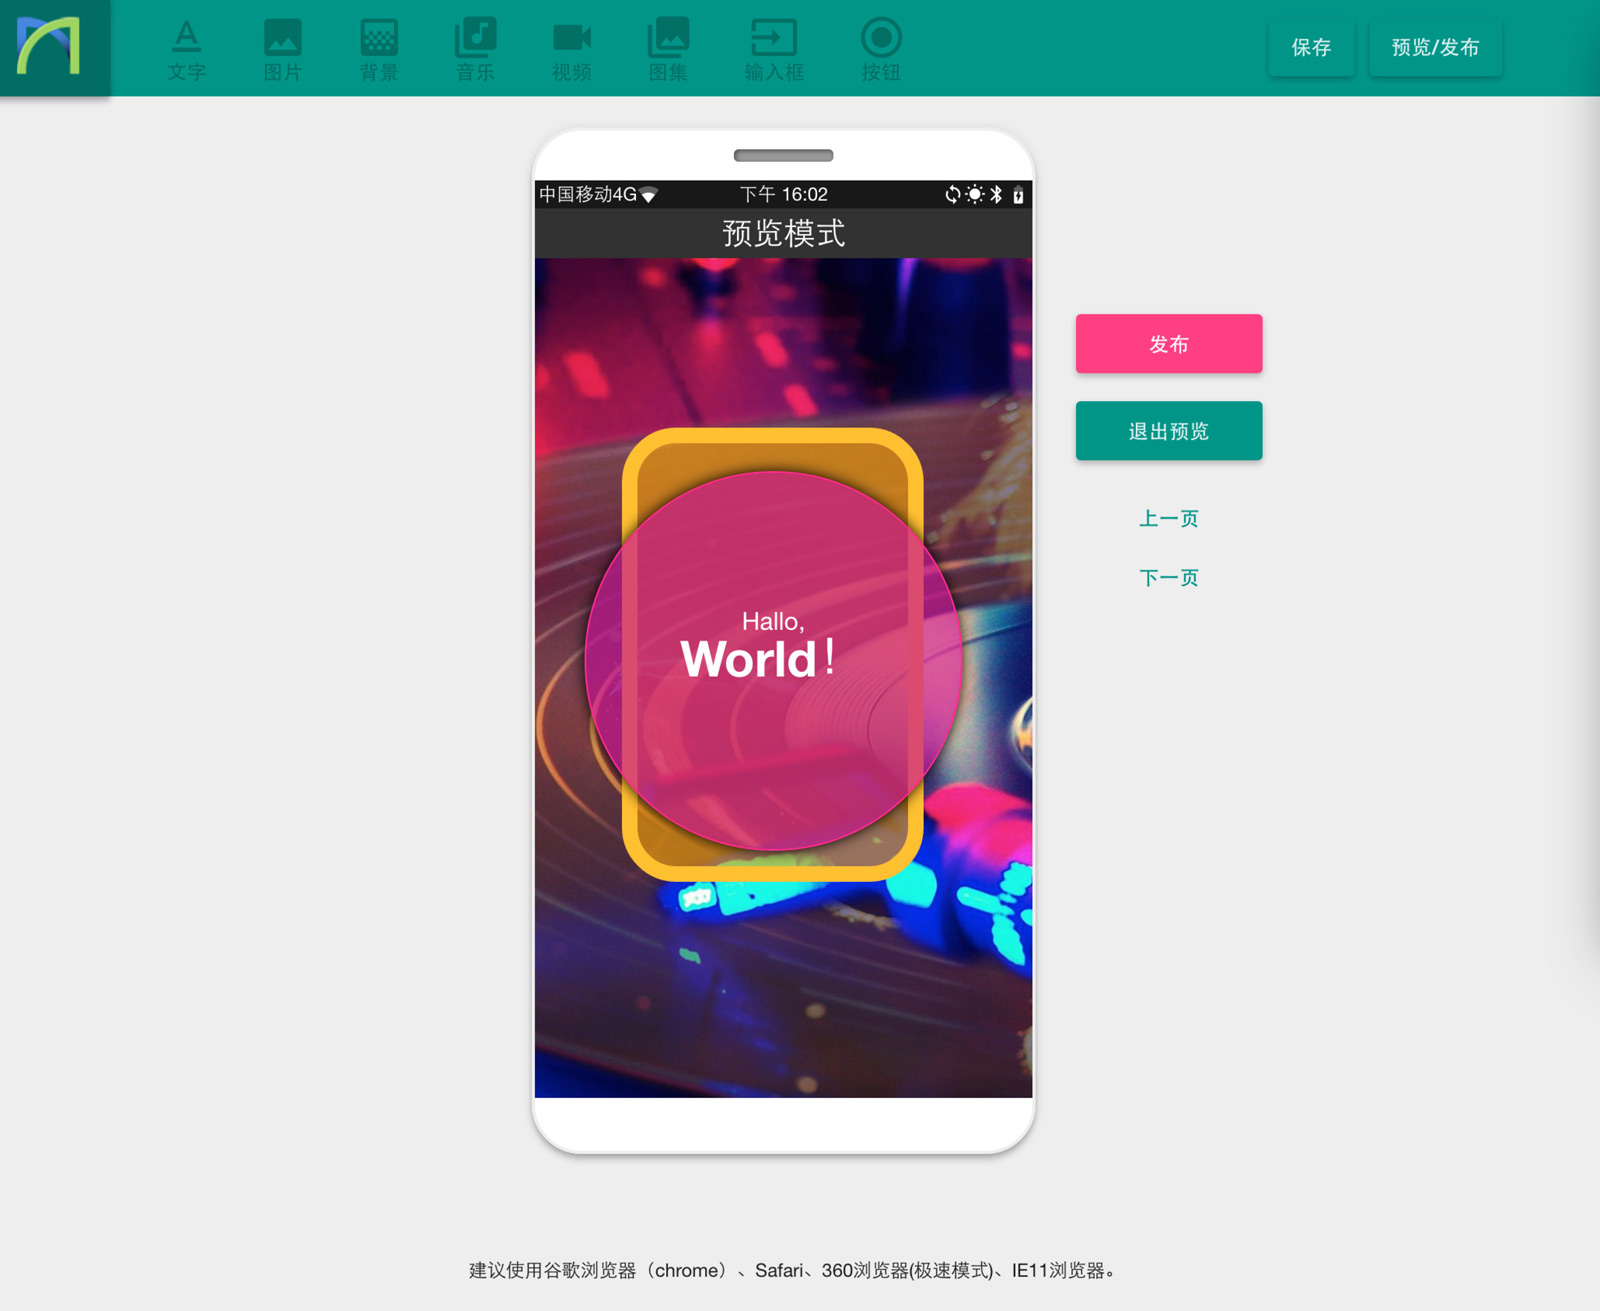 文字 图片 背景 音乐 视频 图集 输入框 按钮 保存 预览/发布
中国移动4G 下午 16:02
预览模式
发布
退出预览
上一页
下一页
Hallo,
World!
建议使用谷歌浏览器（chrome）、Safari、360浏览器(极速模式)、IE11浏览器。